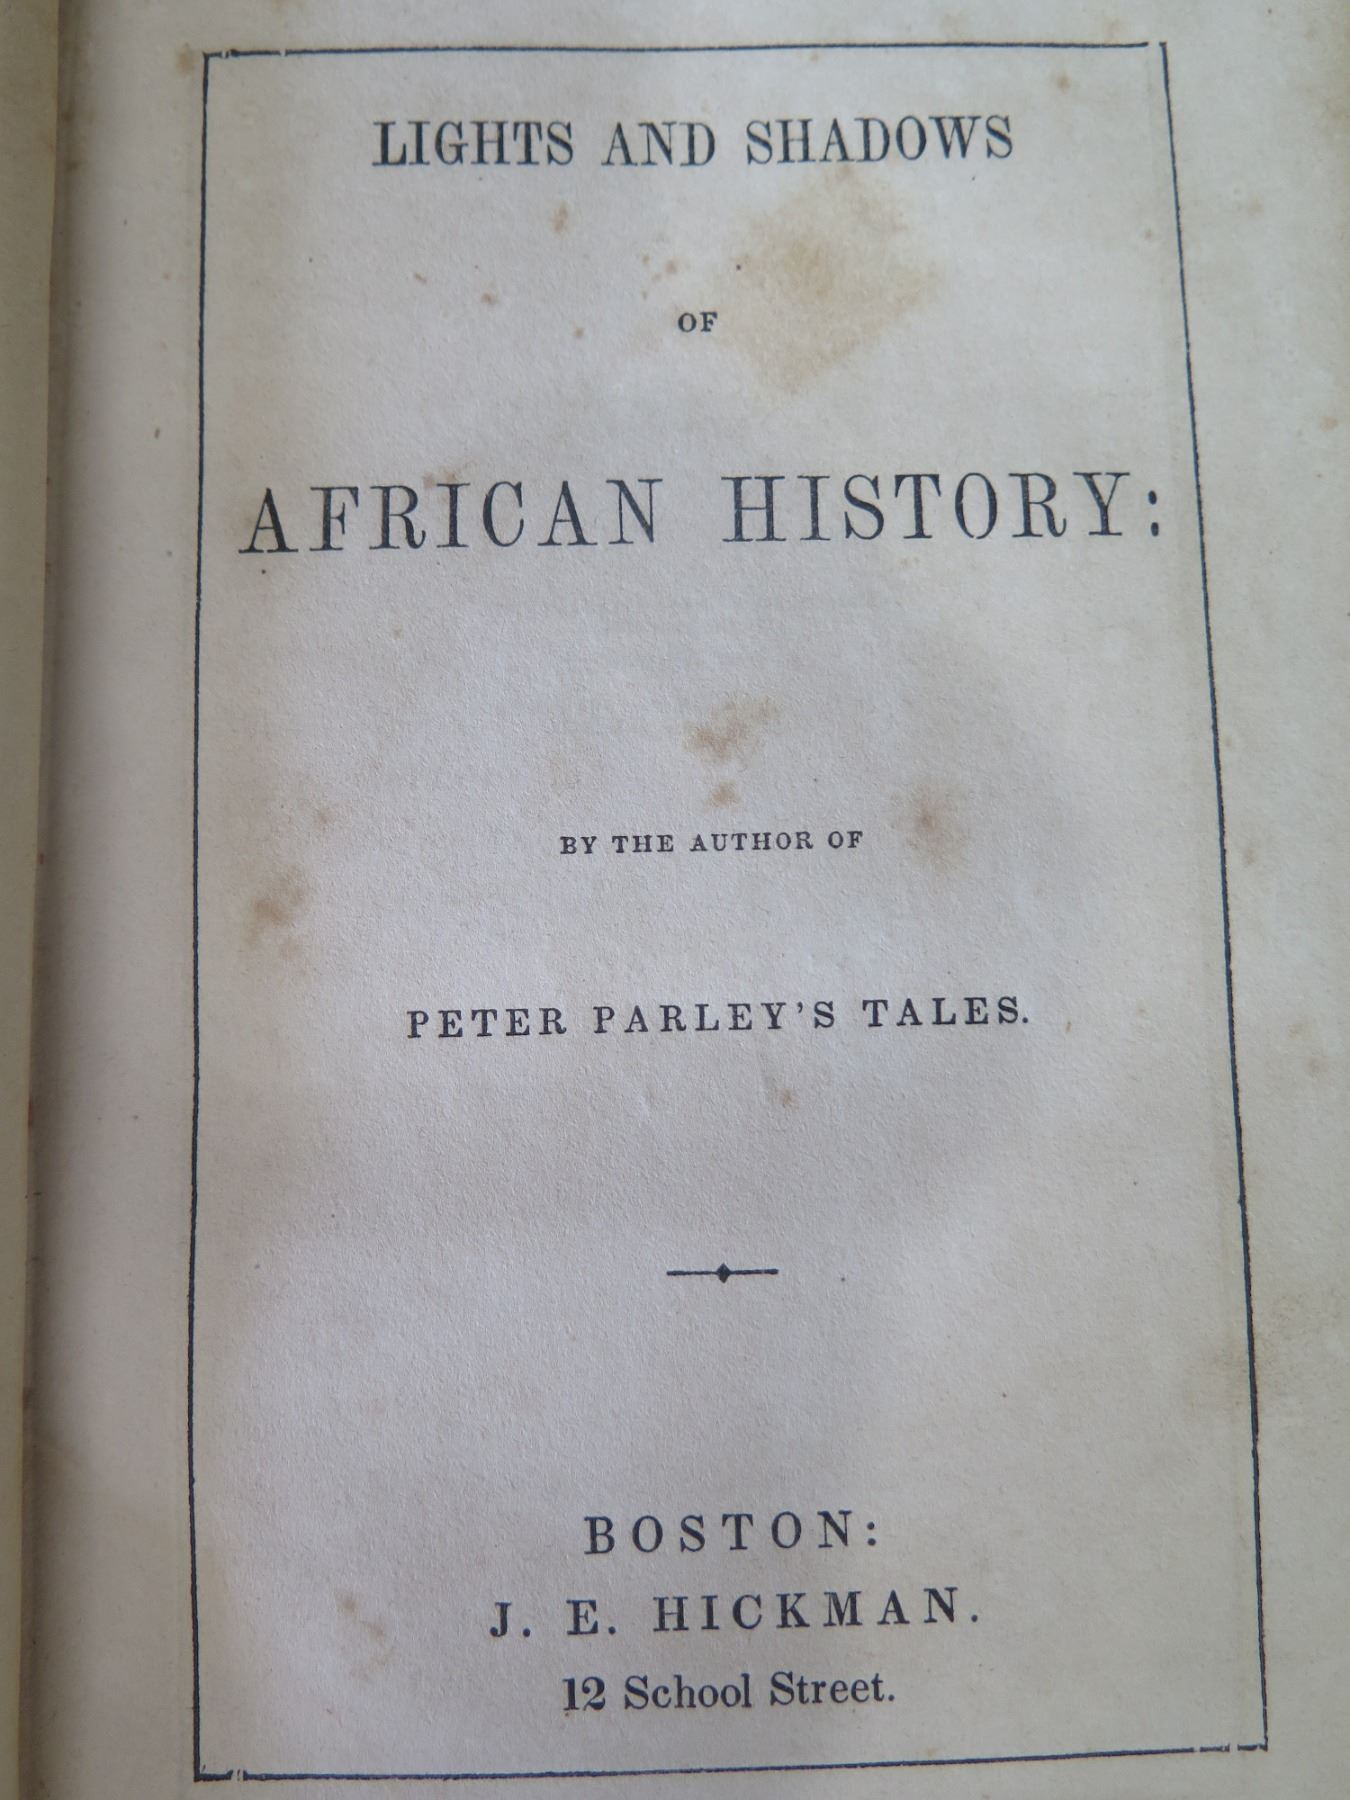 LIGHTS AND SHADOWS
OF
AFRICAN HISTORY:
BY THE AUTHOR OF
PETER PARLEY'S TALES.
BOSTON:
J. E. HICKMAN.
12 School Street.